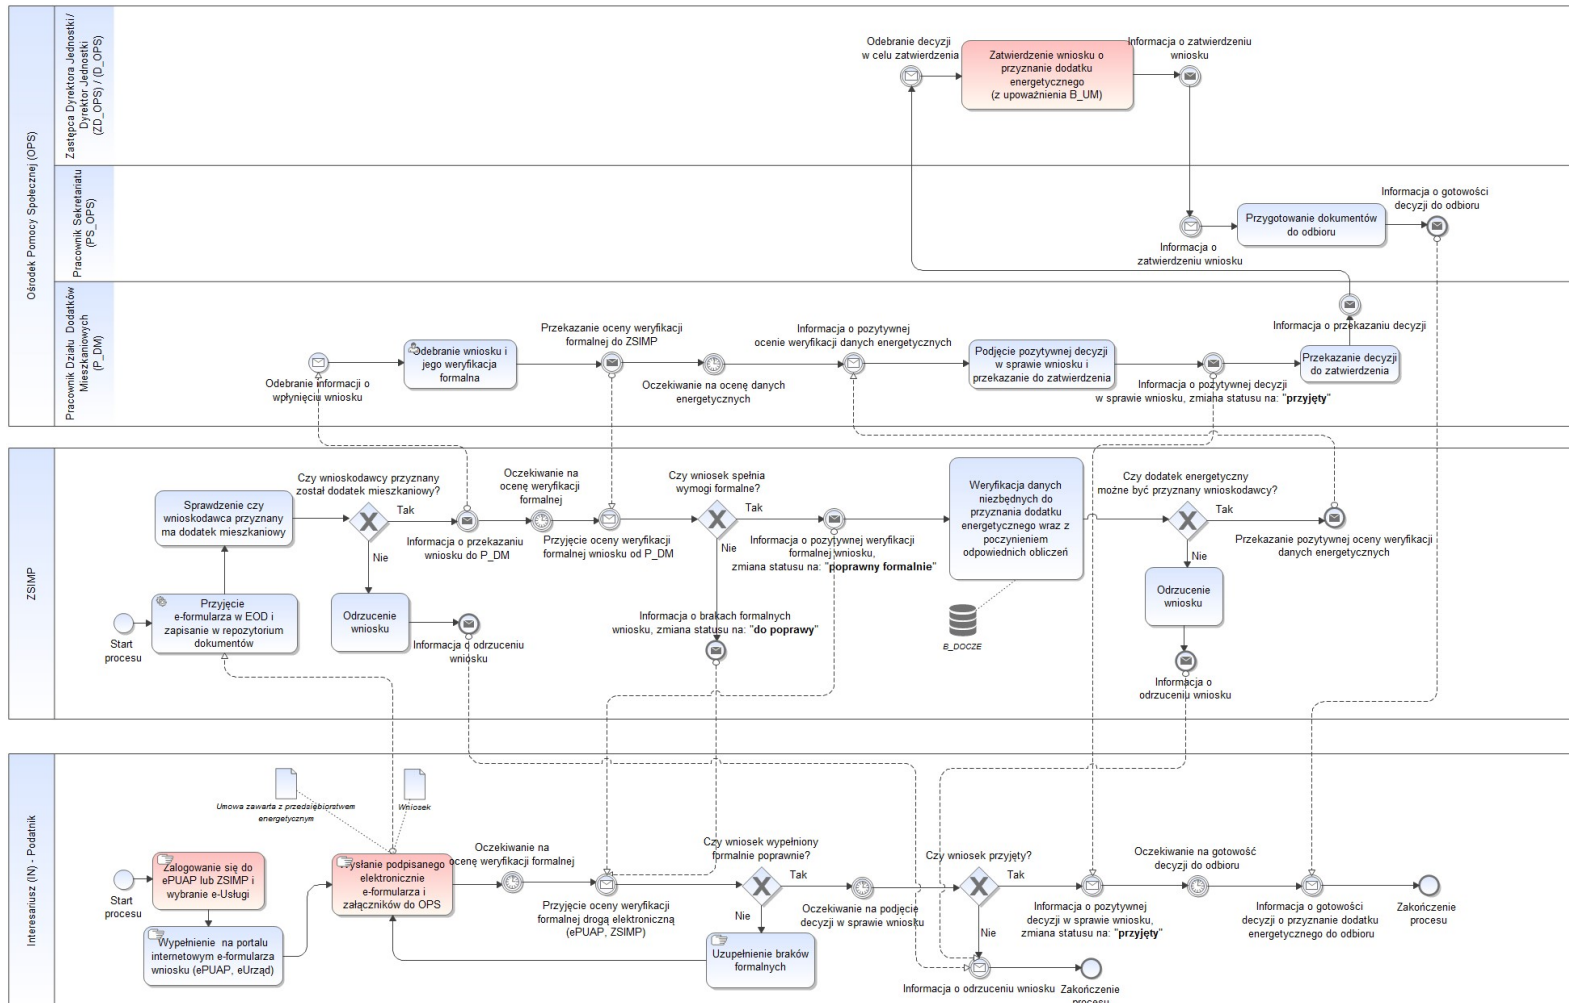 Ośrodek Pomocy Społecznej (OPS)
Zastępca Dyrektora Jednostki/
Dyrektor Jednostki
(ZD_OPS) / (D_OPS)
Odebranie decyzji
w celu zatwierdzenia
Zatwierdzenie wniosku o
przyznanie dodatku
energetycznego
(z upoważnienia B_UM)
Informacja o zatwierdzeniu
wniosku
Pracownik Sekretariatu
(PS_OPS)
Informacja o
zatwierdzeniu wniosku
Przygotowanie dokumentów
do odbioru
Informacja o gotowości
decyzji do odbioru
Pracownik Działu Dodatków
Mieszkaniowych
(P_DM)
Odebranie informacji o
wpłynięciu wniosku
Odebranie wniosku i
jego weryfikacja
formalna
Przekazanie oceny weryfikacji
formalnej do ZSIMP
Oczekiwanie na ocenę danych
energetycznych
Informacja o pozytywnej
ocenie weryfikacji danych energetycznych
Podjęcie pozytywnej decyzji
w sprawie wniosku i
przekazanie do zatwierdzenia
Informacja o pozytywnej decyzji
w sprawie wniosku, zmiana statusu na: "przyjęty"
Przekazanie decyzji
do zatwierdzenia
Informacja o przekazaniu decyzji
ZSIMP
Start
procesu
Przyjęcie
e-formularza w EOD i
zapisanie w repozytorium
dokumentów
Sprawdzenie czy
wnioskodawca przyznany
ma dodatek mieszkaniowy
Czy wnioskodawcy przyznany
został dodatek mieszkaniowy?
Tak
Nie
Odrzucenie
wniosku
Informacja o odrzuceniu
wniosku
Informacja o przekazaniu
wniosku do P_DM
Oczekiwanie na
ocenę weryfikacji
formalnej
Przyjęcie oceny weryfikacji
formalnej wniosku od P_DM
Czy wniosek spełnia
wymogi formalne?
Tak
Nie
Informacja o pozytywnej weryfikacji
formalnej wniosku,
zmiana statusu na: "poprawny formalnie"
Informacja o brakach formalnych
wniosku, zmiana statusu na: "do poprawy"
Weryfikacja danych
niezbędnych do
przyznania dodatku
energetycznego wraz z
poczynieniem
odpowiednich obliczeń
B_DOCZE
Czy dodatek energetyczny
może być przyznany wnioskodawcy?
Tak
Nie
Przekazanie pozytywnej oceny weryfikacji
danych energetycznych
Odrzucenie
wniosku
Informacja o
odrzuceniu wniosku
Interesariusz (IN) - Podatnik
Start
procesu
Zalogowanie się do
ePUAP lub ZSIMP i
wybranie e-Usługi
Wypełnienie na portalu
internetowym e-formularza
wniosku (ePUAP, eUrząd)
Umowa zawarta z przedsiębiorstwem
energetycznym
Wniosek
Wysłanie podpisanego
elektronicznie
e-formularza i
załączników do OPS
Oczekiwanie na
ocenę weryfikacji formalnej
Przyjęcie oceny weryfikacji
formalnej drogą elektroniczną
(ePUAP, ZSIMP)
Czy wniosek wypełniony
formalnie poprawnie?
Tak
Nie
Uzupełnienie braków
formalnych
Oczekiwanie na podjęcie
decyzji w sprawie wniosku
Czy wniosek przyjęty?
Tak
Nie
Informacja o odrzuceniu wniosku
Zakończenie
procesu
Informacja o pozytywnej
decyzji w sprawie wniosku,
zmiana statusu na: "przyjęty"
Oczekiwanie na gotowość
decyzji do odbioru
Informacja o gotowości
decyzji o przyznanie dodatku
energetycznego do odbioru
Zakończenie
procesu